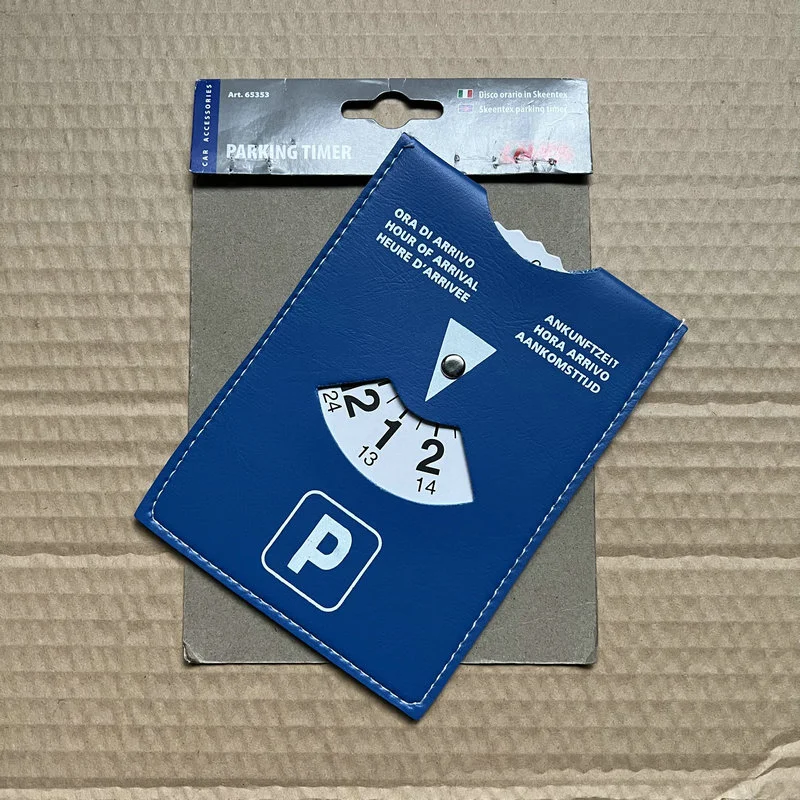 CAR ACCESSORIES
Art. 65353
PARKING TIMER
Disco orario in Skeentex
Skeentex parking timer
ORA DI ARRIVO
HOUR OF ARRIVAL
HEURE D'ARRIVEE
ANKUNFTZEIT
HORA ARRIVO
AANKOMSTTIJD
2 1 2
24 13 14
P